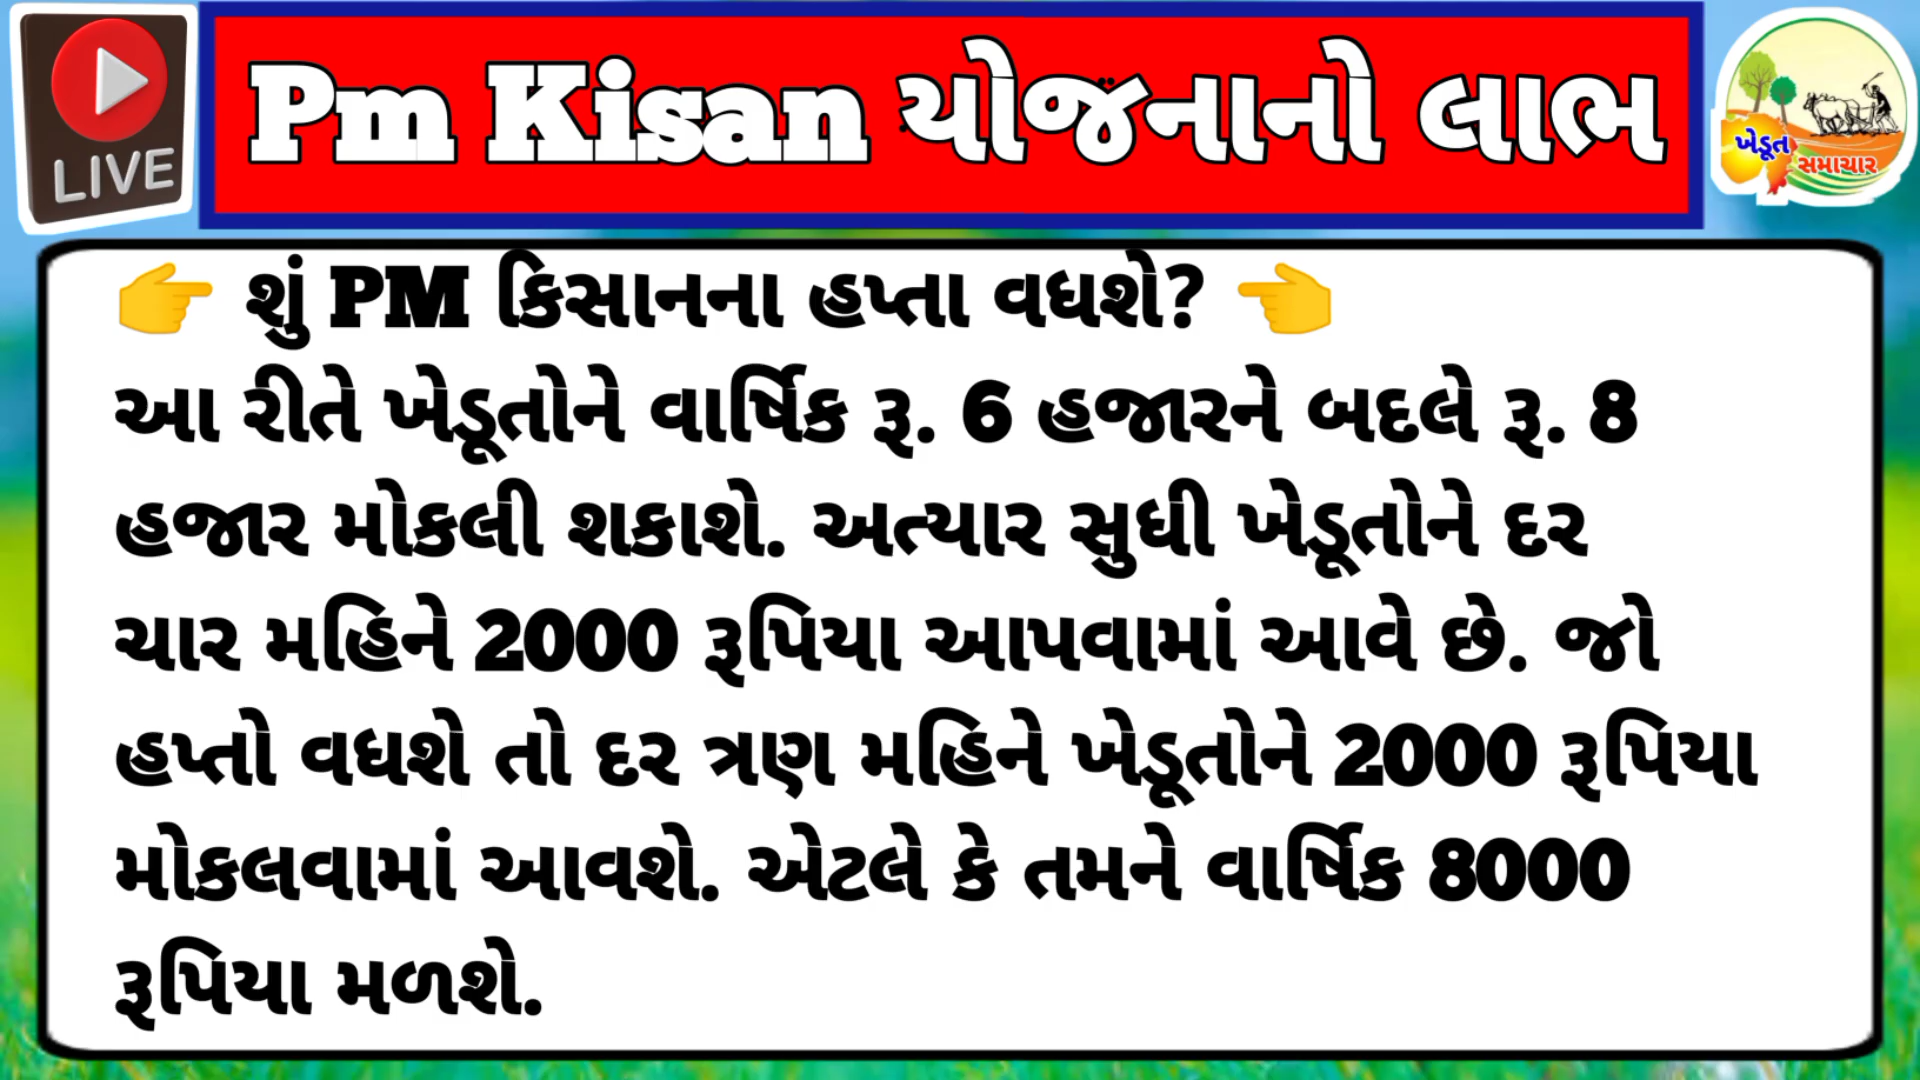 LIVE
Pm Kisan યોજનાનો લાભ
ખેડૂત
સમાચાર
👉 શું PM કિસાનના હપ્તા વધશે? 👈
આ રીતે ખેડૂતોને વાર્ષિક રૂ. 6 હજારને બદલે રૂ. 8
હજાર મોકલી શકાશે. અત્યાર સુધી ખેડૂતોને દર
ચાર મહિને 2000 રૂપિયા આપવામાં આવે છે. જો
હપ્તો વધશે તો દર ત્રણ મહિને ખેડૂતોને 2000 રૂપિયા
મોકલવામાં આવશે. એટલે કે તમને વાર્ષિક 8000
રૂપિયા મળશે.